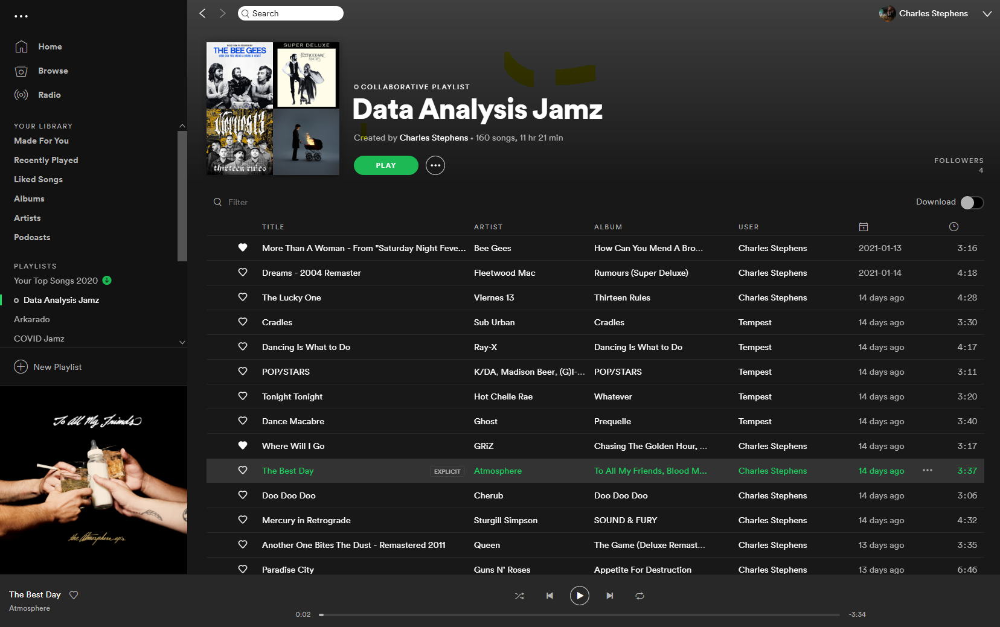 Home
Browse
Radio
YOUR LIBRARY
Made For You
Recently Played
Liked Songs
Albums
Artists
Podcasts
PLAYLISTS
Your Top Songs 2020
Data Analysis Jamz
Arkarado
COVID Jamz
New Playlist
To All My Friends
the Atmosphere ep's
Search
Charles Stephens
MUSIC FROM THE DOCUMENTARY
THE BEE GEES
HOW CAN YOU MEND A BROKEN HEART
SUPER DELUXE
FLEETWOOD MAC
RUMOURS
Viernes 13
thirteen rules
COLLABORATIVE PLAYLIST
Data Analysis Jamz
Created by Charles Stephens • 160 songs, 11 hr 21 min
PLAY
FOLLOWERS
4
Filter
Download
TITLE ARTIST ALBUM USER
More Than A Woman - From "Saturday Night Feve... Bee Gees How Can You Mend A Bro... Charles Stephens 2021-01-13 3:16
Dreams - 2004 Remaster Fleetwood Mac Rumours (Super Deluxe) Charles Stephens 2021-01-14 4:18
The Lucky One Viernes 13 Thirteen Rules Charles Stephens 14 days ago 4:28
Cradles Sub Urban Cradles Tempest 14 days ago 3:30
Dancing Is What to Do Ray-X Dancing Is What to Do Tempest 14 days ago 4:17
POP/STARS K/DA, Madison Beer, (G)I-... POP/STARS Tempest 14 days ago 3:11
Tonight Tonight Hot Chelle Rae Whatever Tempest 14 days ago 3:20
Dance Macabre Ghost Prequelle Tempest 14 days ago 3:40
Where Will I Go GRiZ Chasing The Golden Hour, ... Charles Stephens 14 days ago 3:17
The Best Day EXPLICIT Atmosphere To All My Friends, Blood M... Charles Stephens 14 days ago 3:37
Doo Doo Doo Cherub Doo Doo Doo Charles Stephens 14 days ago 3:06
Mercury in Retrograde Sturgill Simpson SOUND & FURY Charles Stephens 14 days ago 4:32
Another One Bites The Dust - Remastered 2011 Queen The Game (Deluxe Remast... Charles Stephens 13 days ago 3:35
Paradise City Guns N' Roses Appetite For Destruction Charles Stephens 13 days ago 6:46
The Best Day
Atmosphere
0:02
-3:34